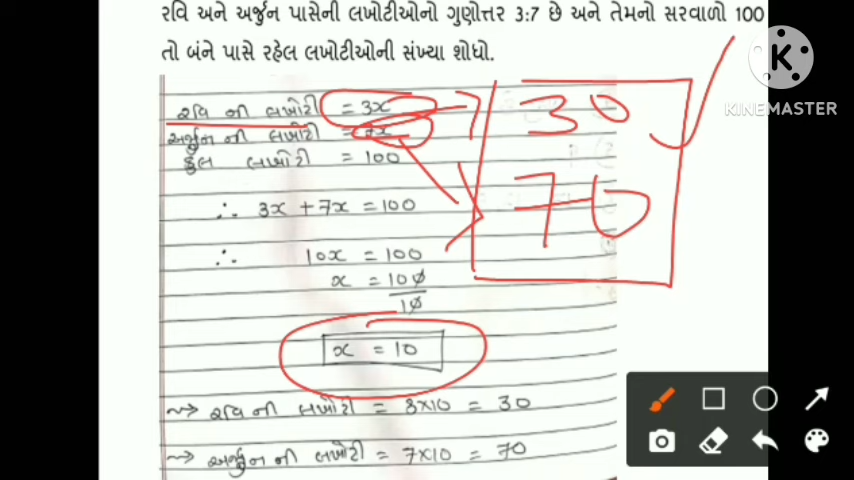 રવિ અને અર્જુન પાસેની લખોટીઓનો ગુણોત્તર 3:7 છે અને તેમનો સરવાળો 100
તો બંને પાસે રહેલ લખોટીઓની સંખ્યા શોધો.
રવિ ની લખોટી = 3x
અર્જુન ની લખોટી = 7x
કુલ લખોટી = 100
∴ 3x + 7x = 100
∴ 10x = 100
x = 100
10
x = 10
⇝ રવિ ની લખોટી = 3×10 = 30
⇝ અર્જુન ની લખોટી = 7×10 = 70
30
70
K
KINEMASTER